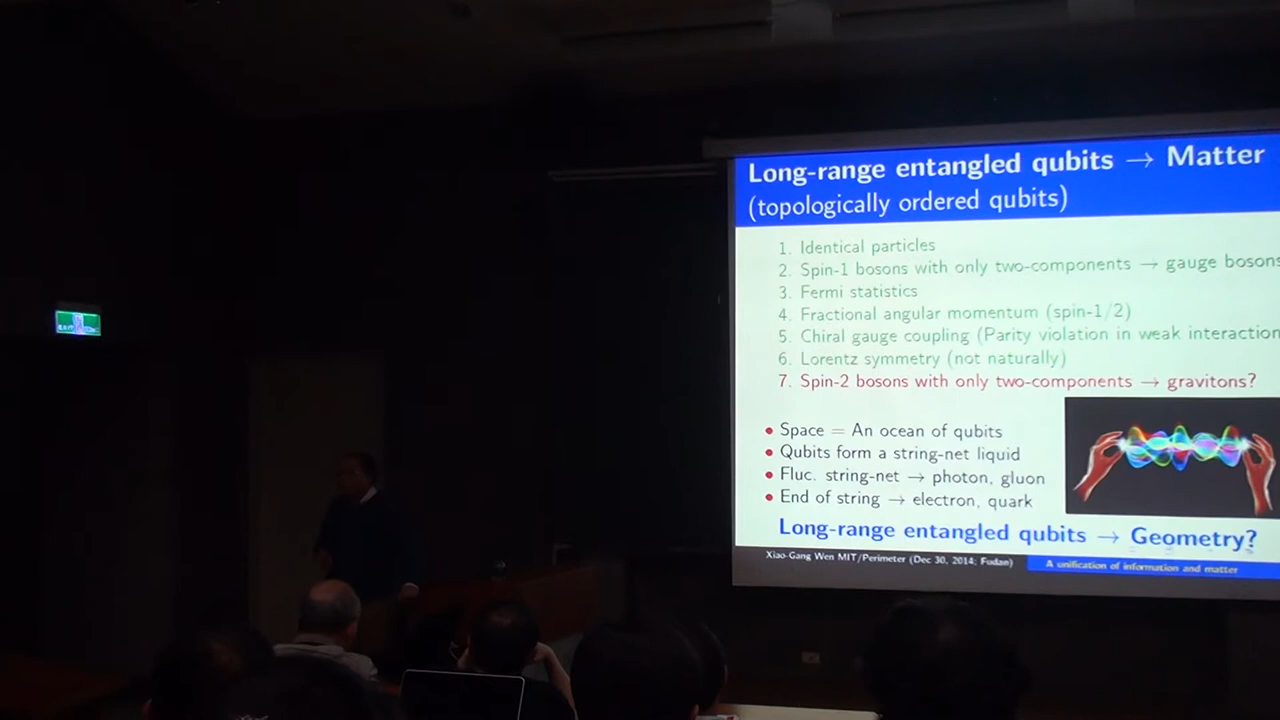 Long-range entangled qubits → Matter
(topologically ordered qubits)
1. Identical particles
2. Spin-1 bosons with only two-components → gauge bosons
3. Fermi statistics
4. Fractional angular momentum (spin-1/2)
5. Chiral gauge coupling (Parity violation in weak interaction
6. Lorentz symmetry (not naturally)
7. Spin-2 bosons with only two-components → gravitons?
• Space = An ocean of qubits
• Qubits form a string-net liquid
• Fluc. string-net → photon, gluon
• End of string → electron, quark
Long-range entangled qubits → Geometry?
Xiao-Gang Wen MIT/Perimeter (Dec 30, 2014; Fudan)
A unification of information and matter